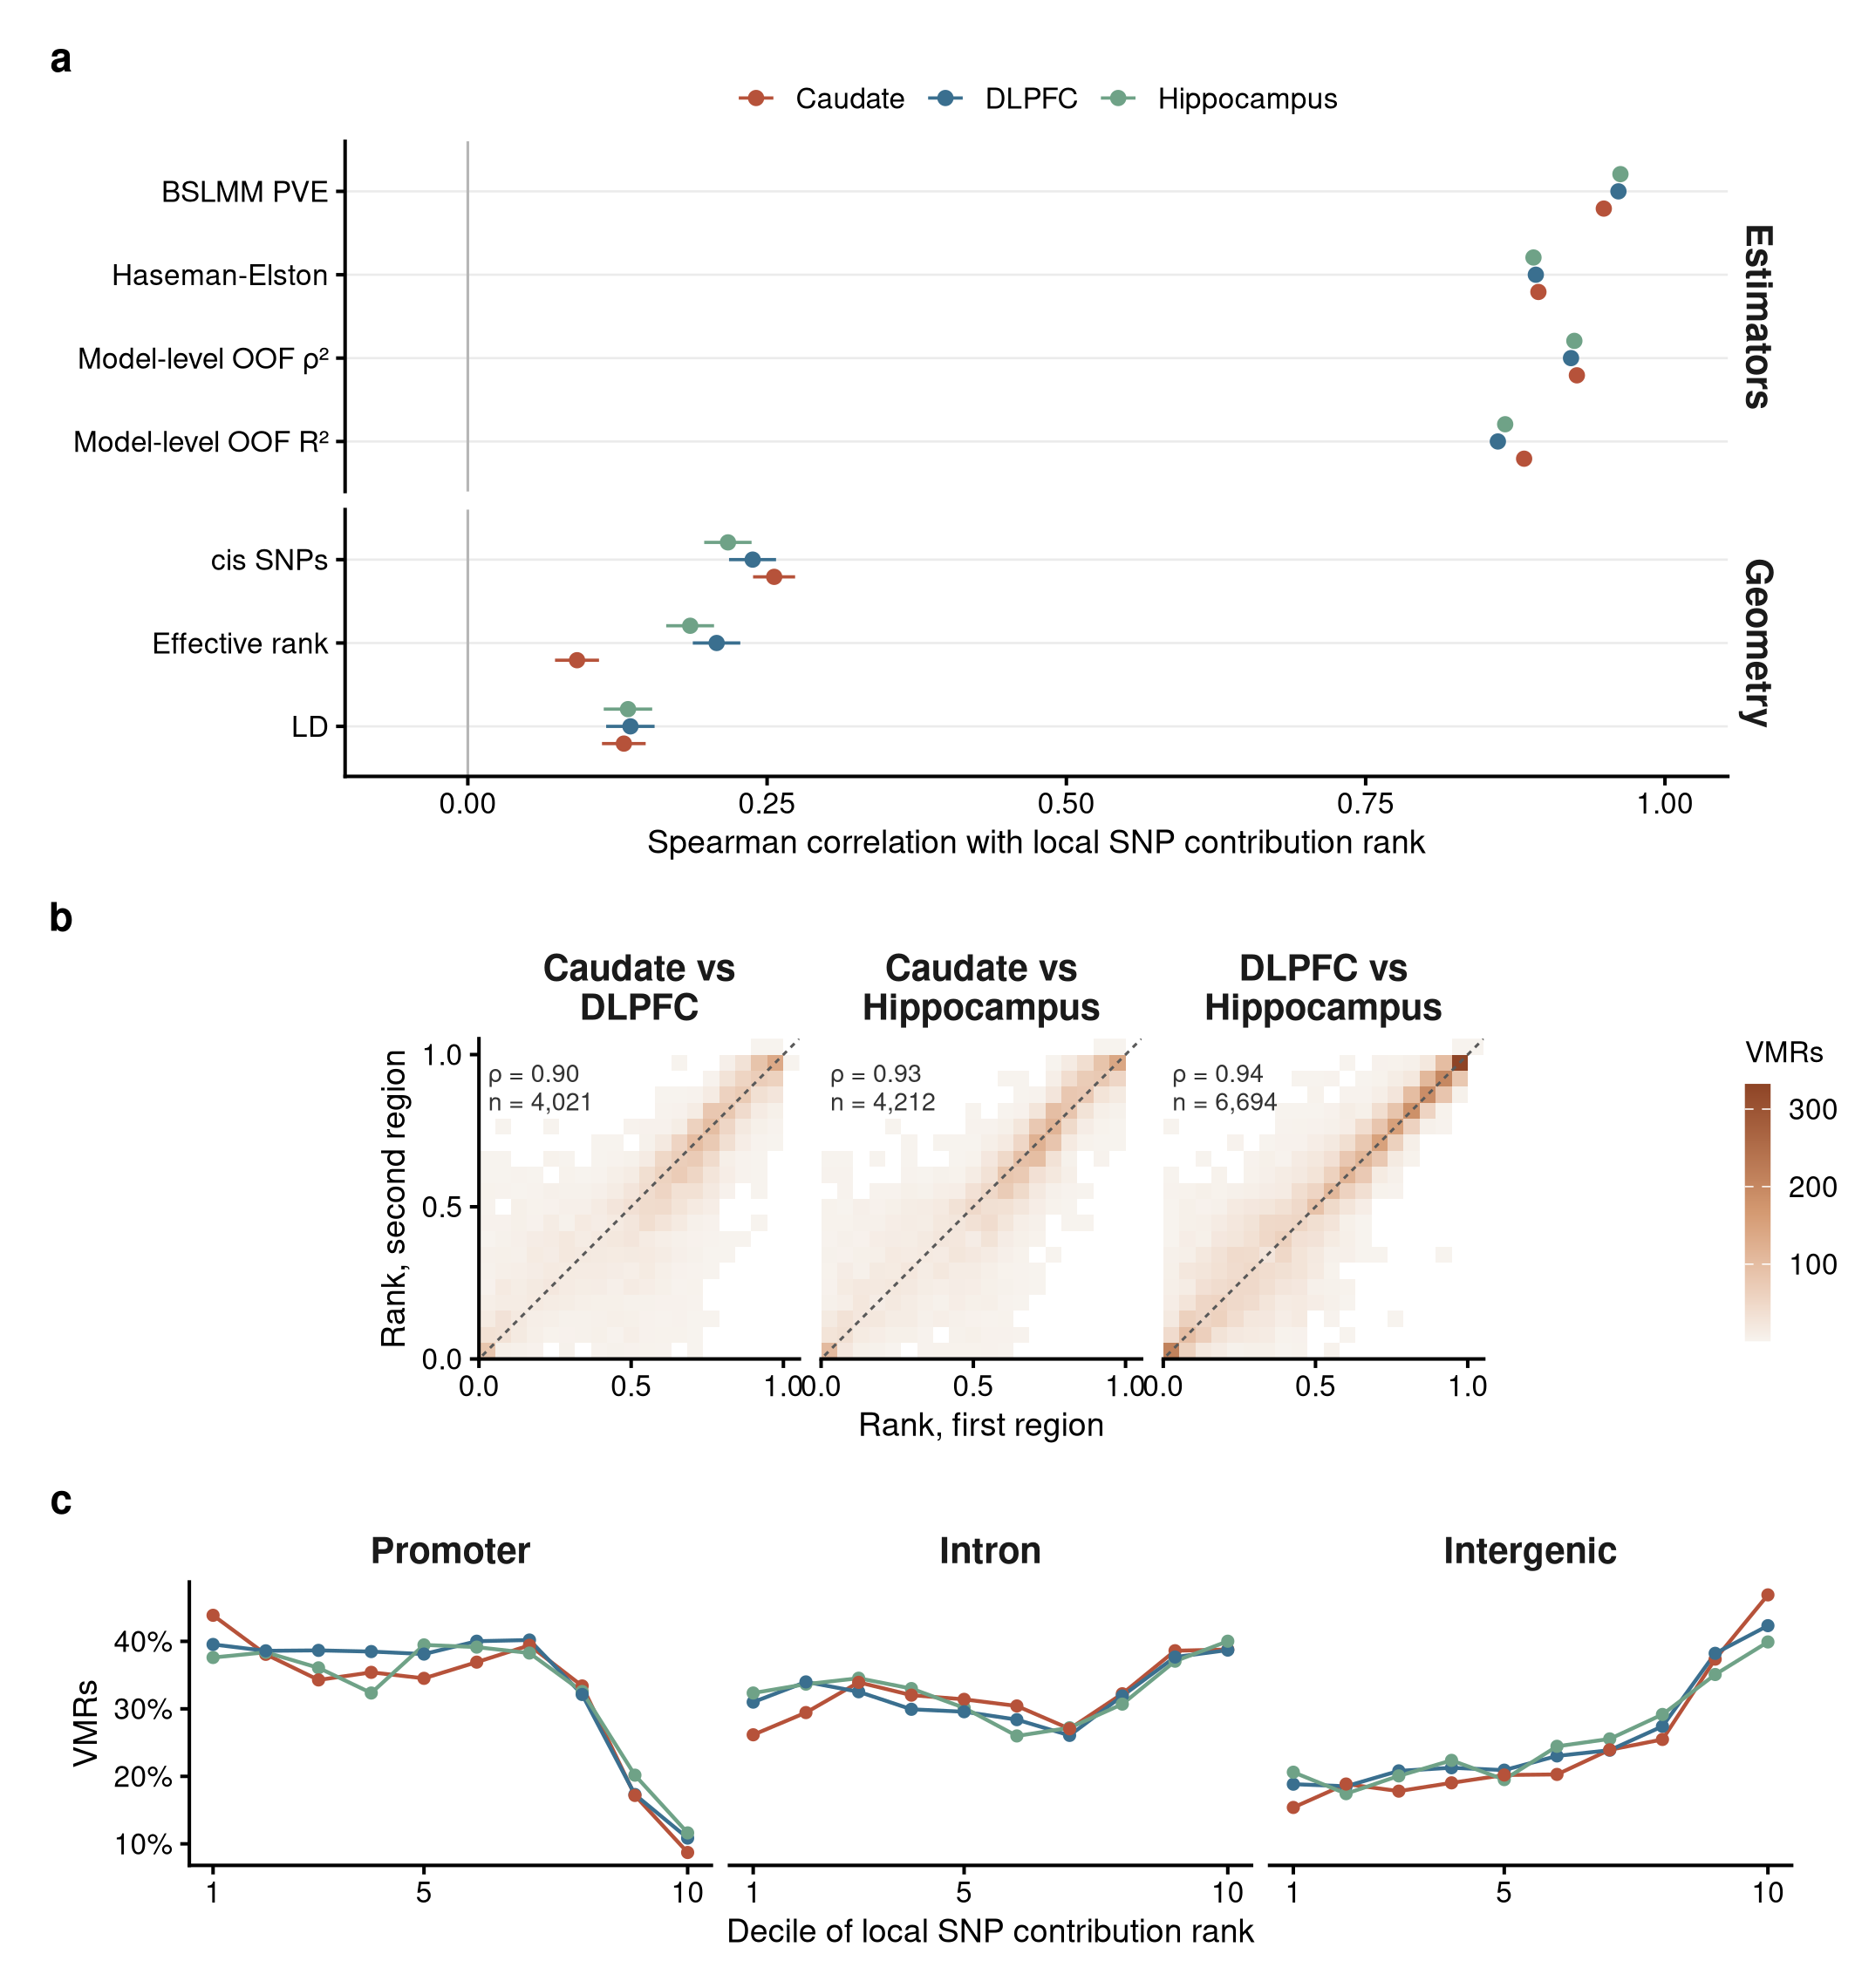 a
Caudate DLPFC Hippocampus
BSLMM PVE
Haseman-Elston
Model-level OOF ρ²
Model-level OOF R²
Estimators
cis SNPs
Effective rank
LD
Geometry
0.00 0.25 0.50 0.75 1.00
Spearman correlation with local SNP contribution rank
b
Caudate vs
DLPFC
Caudate vs
Hippocampus
DLPFC vs
Hippocampus
Rank, second region
1.0
0.5
0.0
ρ = 0.90
n = 4,021
ρ = 0.93
n = 4,212
ρ = 0.94
n = 6,694
0.0 0.5 1.0 0.0 0.5 1.0 0.0 0.5 1.0
Rank, first region
VMRs
300
200
100
c
Promoter Intron Intergenic
VMRs
40%
30%
20%
10%
1 5 10 1 5 10 1 5 10
Decile of local SNP contribution rank